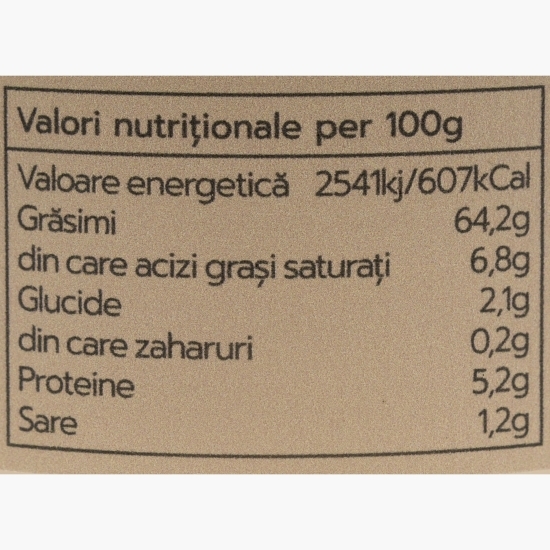 Valori nutriționale per 100g
Valoare energetică 2541kj/607kCal
Grăsimi 64,2g
din care acizi grași saturați 6,8g
Glucide 2,1g
din care zaharuri 0,2g
Proteine 5,2g
Sare 1,2g